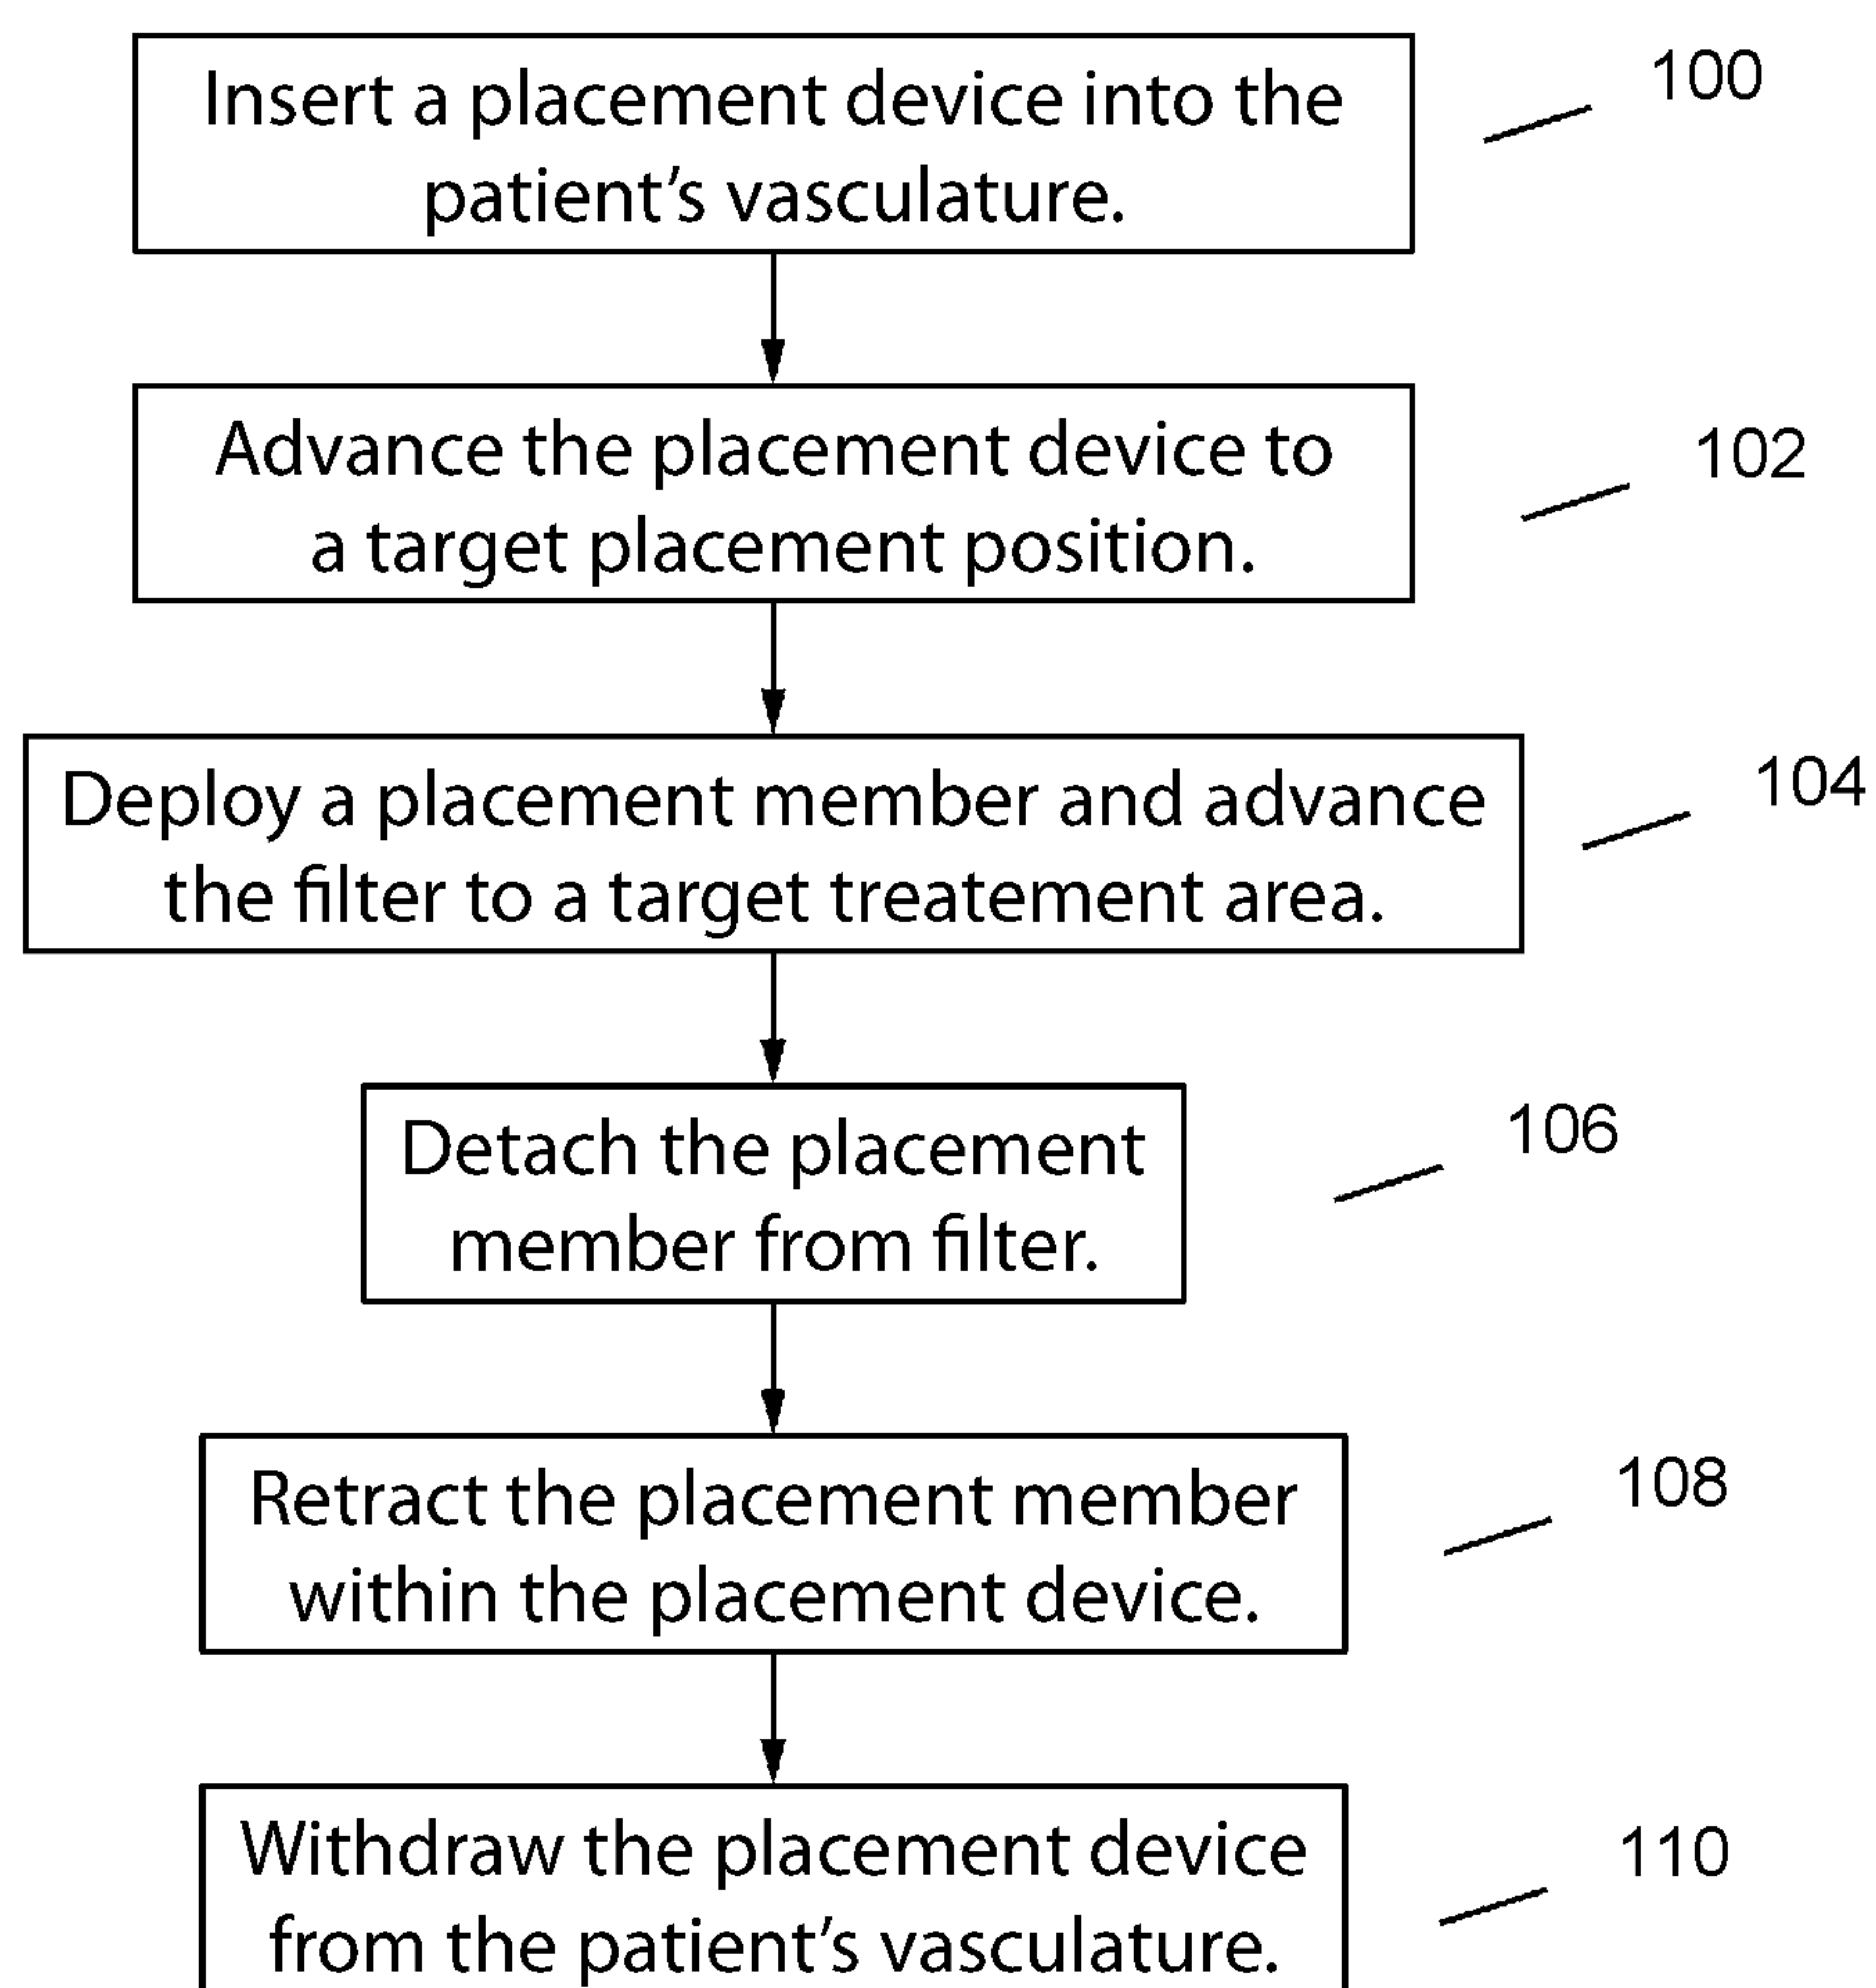 Insert a placement device into the
patient’s vasculature.
100
Advance the placement device to
a target placement position.
102
Deploy a placement member and advance
the filter to a target treatement area.
104
Detach the placement
member from filter.
106
Retract the placement member
within the placement device.
108
Withdraw the placement device
from the patient’s vasculature.
110